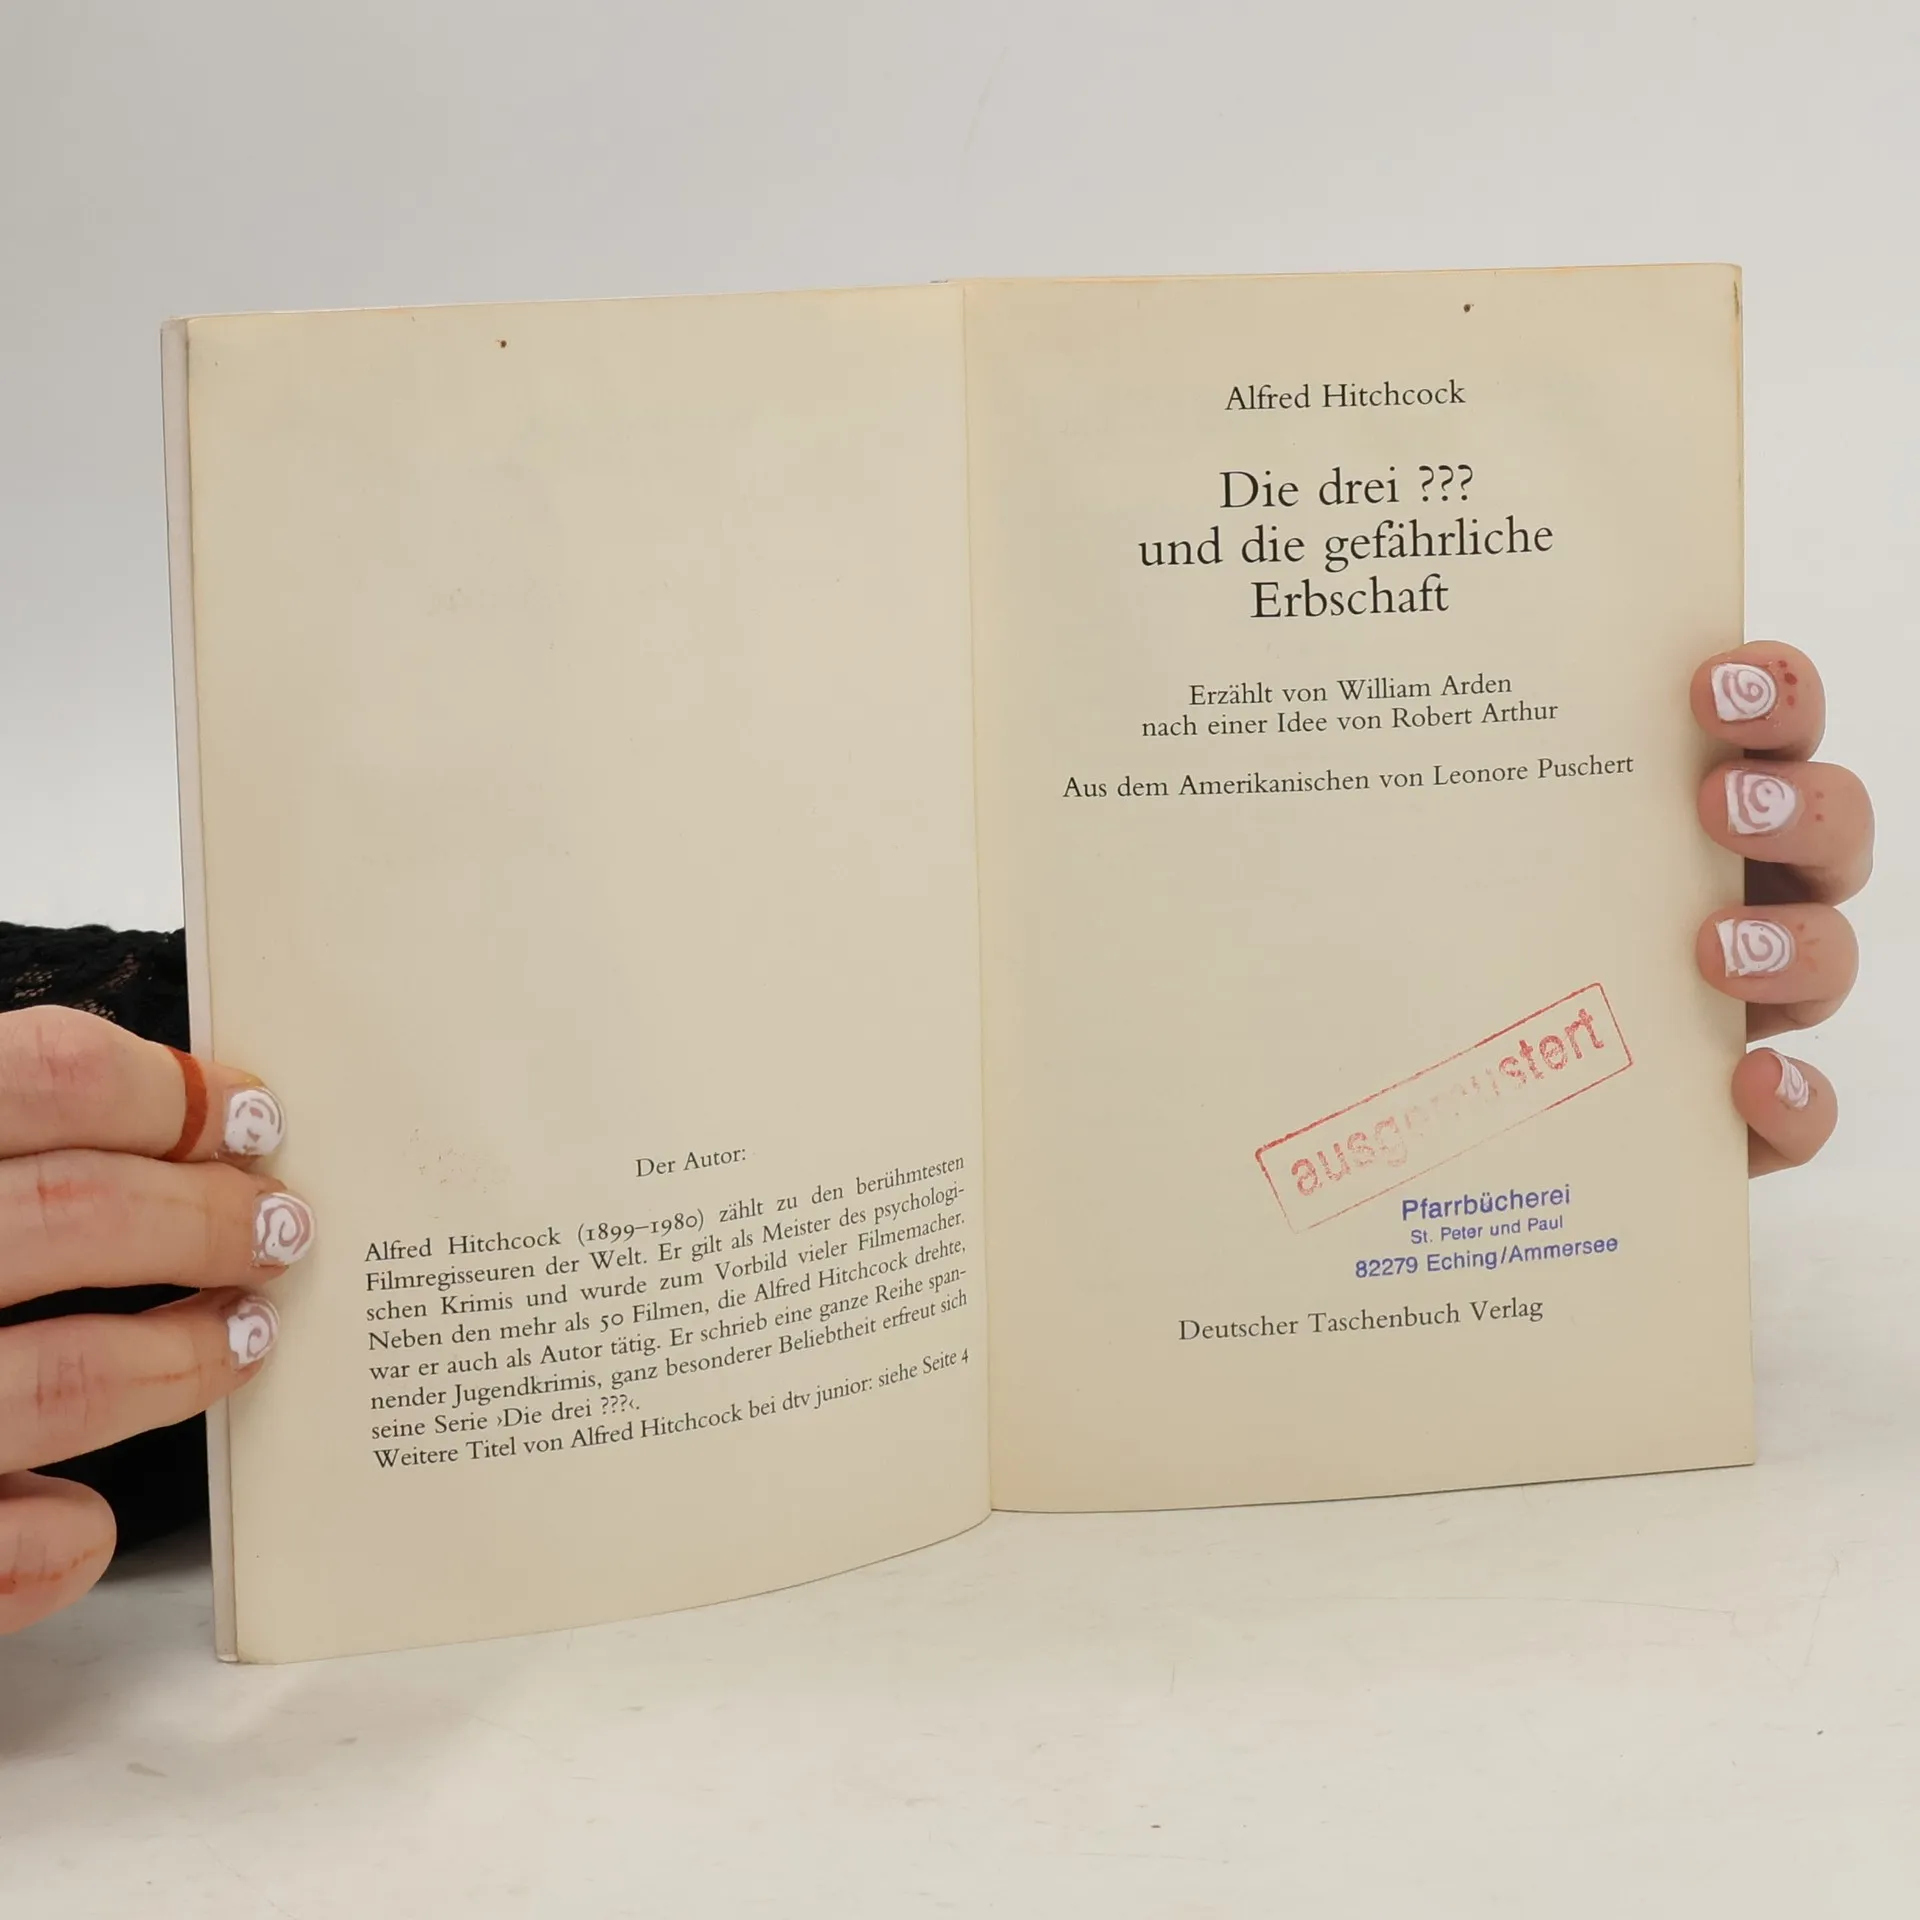 Der Autor:
Alfred Hitchcock (1899–1980) zählt zu den berühmtesten
Filmregisseuren der Welt. Er gilt als Meister des psychologi-
schen Krimis und wurde zum Vorbild vieler Filmemacher.
Neben den mehr als 50 Filmen, die Alfred Hitchcock drehte,
war er auch als Autor tätig. Er schrieb eine ganze Reihe span-
nender Jugendkrimis, ganz besonderer Beliebtheit erfreut sich
seine Serie ›Die drei ???‹.
Weitere Titel von Alfred Hitchcock bei dtv junior: siehe Seite 4
Alfred Hitchcock
Die drei ???
und die gefährliche
Erbschaft
Erzählt von William Arden
nach einer Idee von Robert Arthur
Aus dem Amerikanischen von Leonore Puschert
ausgemustert
Pfarrbücherei
St. Peter und Paul
82279 Eching/Ammersee
Deutscher Taschenbuch Verlag